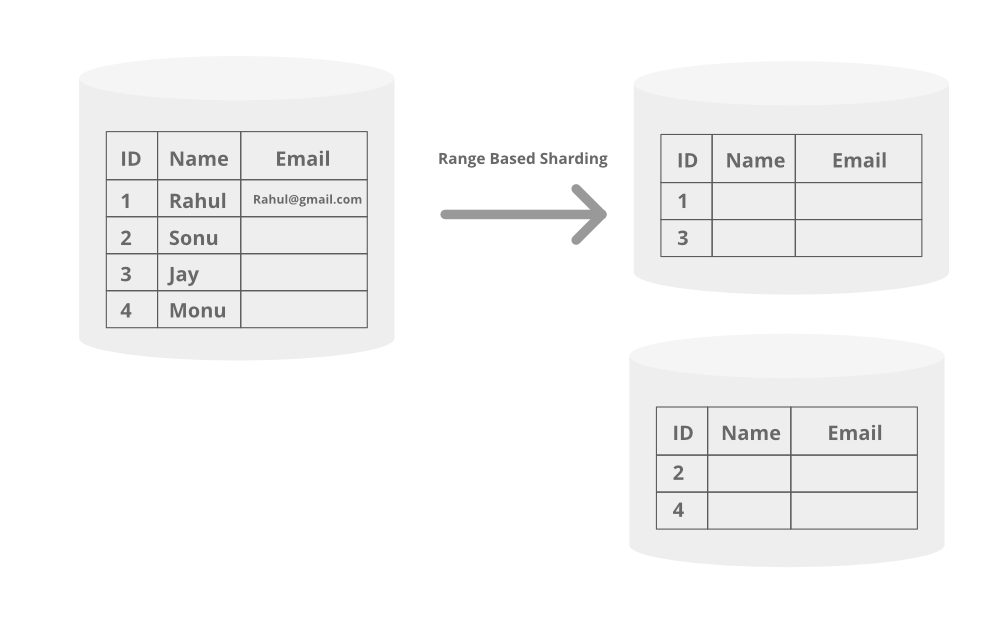 ID Name Email
1 Rahul Rahul@gmail.com
2 Sonu
3 Jay
4 Monu
Range Based Sharding
ID Name Email
1
3
ID Name Email
2
4